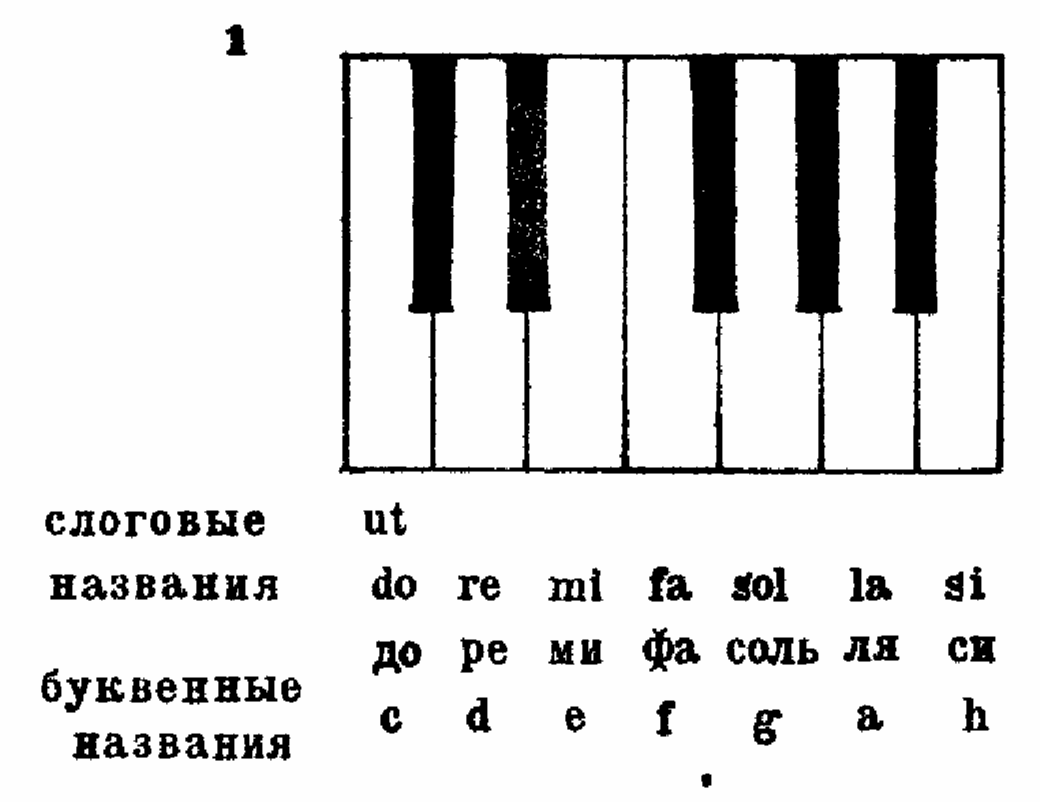 1
слоговые ut
названия do re mi fa sol la si
до ре ми фа соль ля си
буквенные
названия c d e f g a h